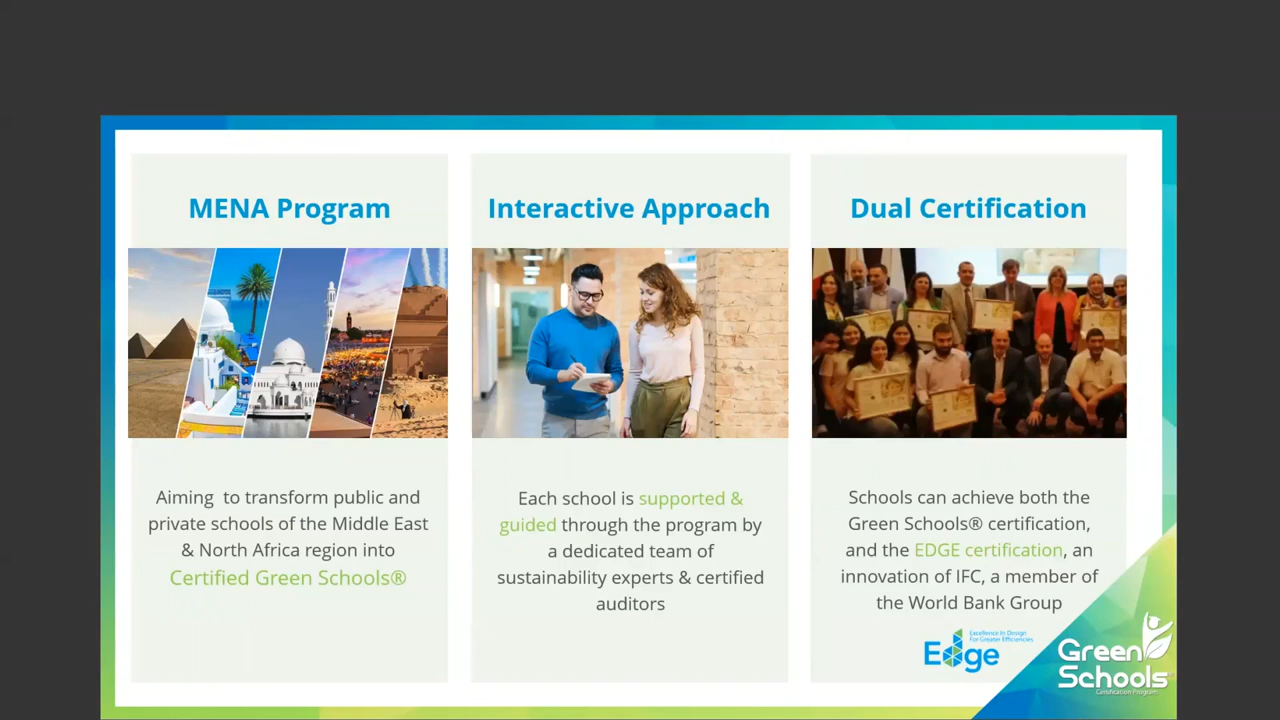 MENA Program
Aiming  to transform public and
private schools of the Middle East
& North Africa region into
Certified Green Schools®
Interactive Approach
Each school is supported &
guided through the program by
a dedicated team of
sustainability experts & certified
auditors
Dual Certification
Schools can achieve both the
Green Schools® certification,
and the EDGE certification, an
innovation of IFC, a member of
the World Bank Group
Edge
Excellence In Design
For Greater Efficiencies
Green
Schools
Certification Program